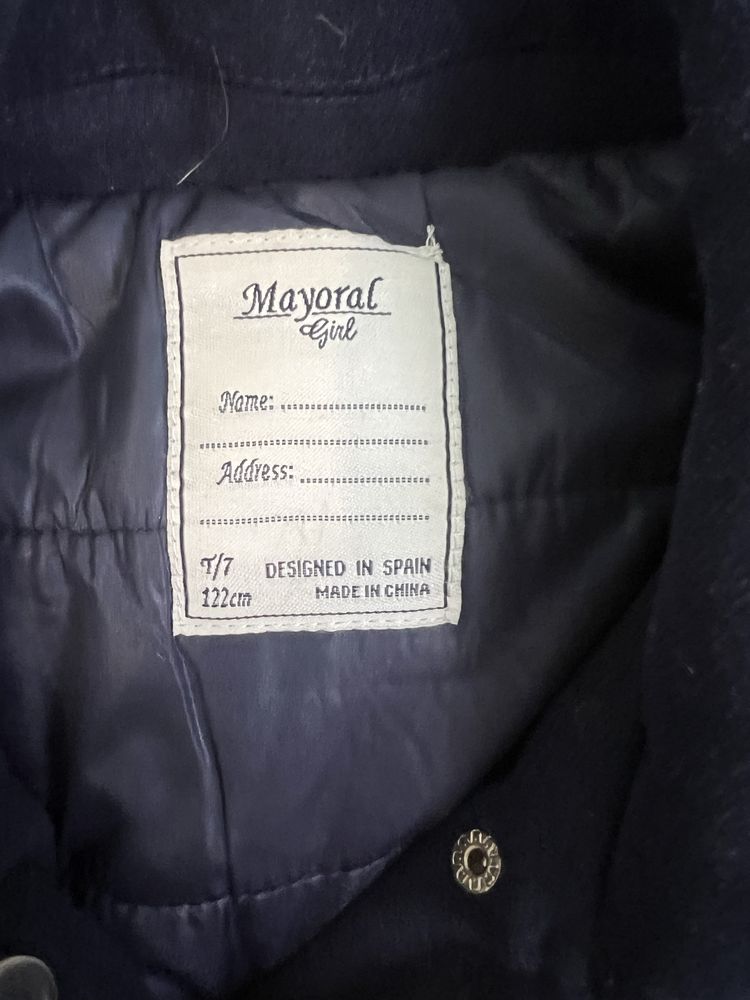 Mayoral
Girl
Name:
Address:
T/7 DESIGNED IN SPAIN
122cm MADE IN CHINA